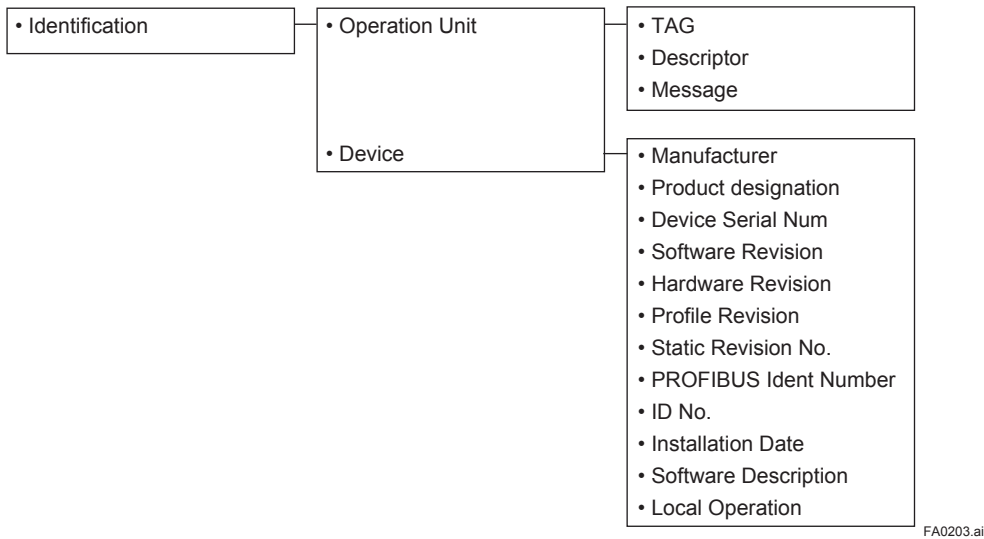 • Identification
• Operation Unit
• Device
• TAG
• Descriptor
• Message
• Manufacturer
• Product designation
• Device Serial Num
• Software Revision
• Hardware Revision
• Profile Revision
• Static Revision No.
• PROFIBUS Ident Number
• ID No.
• Installation Date
• Software Description
• Local Operation
FA0203.ai